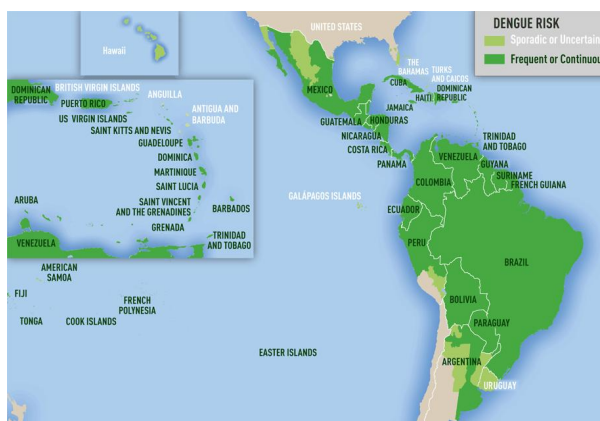 UNITED STATES
DENGUE RISK
Sporadic or Uncertain
Frequent or Continuous
Hawaii
THE
BAHAMAS
TURKS AND CAICOS
CUBA
DOMINICAN
REPUBLIC
HAITI
JAMAICA
MEXICO
GUATEMALA
HONDURAS
NICARAGUA
COSTA RICA
PANAMA
TRINIDAD
AND TOBAGO
VENEZUELA
GUYANA
SURINAME
FRENCH GUIANA
COLOMBIA
GALÁPAGOS ISLANDS
ECUADOR
PERU
BRAZIL
BOLIVIA
PARAGUAY
ARGENTINA
URUGUAY
DOMINICAN
REPUBLIC
BRITISH VIRGIN ISLANDS
PUERTO RICO
ANGUILLA
US VIRGIN ISLANDS
ANTIGUA AND
BARBUDA
SAINT KITTS AND NEVIS
GUADELOUPE
DOMINICA
MARTINIQUE
SAINT LUCIA
ARUBA
SAINT VINCENT
AND THE GRENADINES
BARBADOS
GRENADA
VENEZUELA
TRINIDAD
AND TOBAGO
AMERICAN
SAMOA
FIJI
TONGA
COOK ISLANDS
FRENCH
POLYNESIA
EASTER ISLANDS